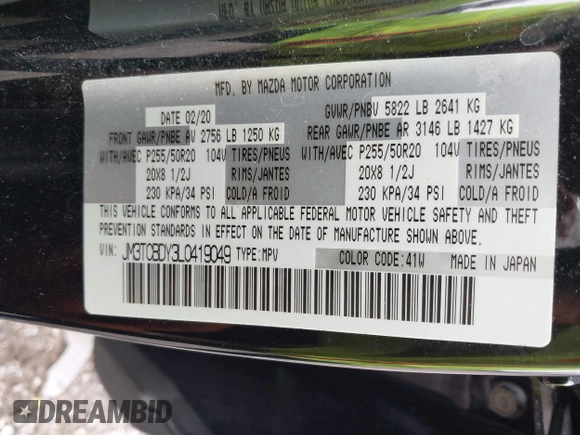 MFD. BY MAZDA MOTOR CORPORATION
DATE 02/20 GVWR/PNBV 5822 LB 2641 KG
FRONT GAWR/PNBE AV 2756 LB 1250 KG REAR GAWR/PNBE AR 3146 LB 1427 KG
WITH/AVEC P255/50R20 104V TIRES/PNEUS WITH/AVEC P255/50R20 104V TIRES/PNEUS
20X8 1/2J RIMS/JANTES 20X8 1/2J RIMS/JANTES
230 KPA/34 PSI COLD/A FROID 230 KPA/34 PSI COLD/A FROID
THIS VEHICLE CONFORMS TO ALL APPLICABLE FEDERAL MOTOR VEHICLE SAFETY AND THEFT
PREVENTION STANDARDS IN EFFECT ON THE DATE OF MANUFACTURE SHOWN ABOVE.
JM3TCBDY3L0419049 TYPE:MPV COLOR CODE:41W MADE IN JAPAN
DREAMBID